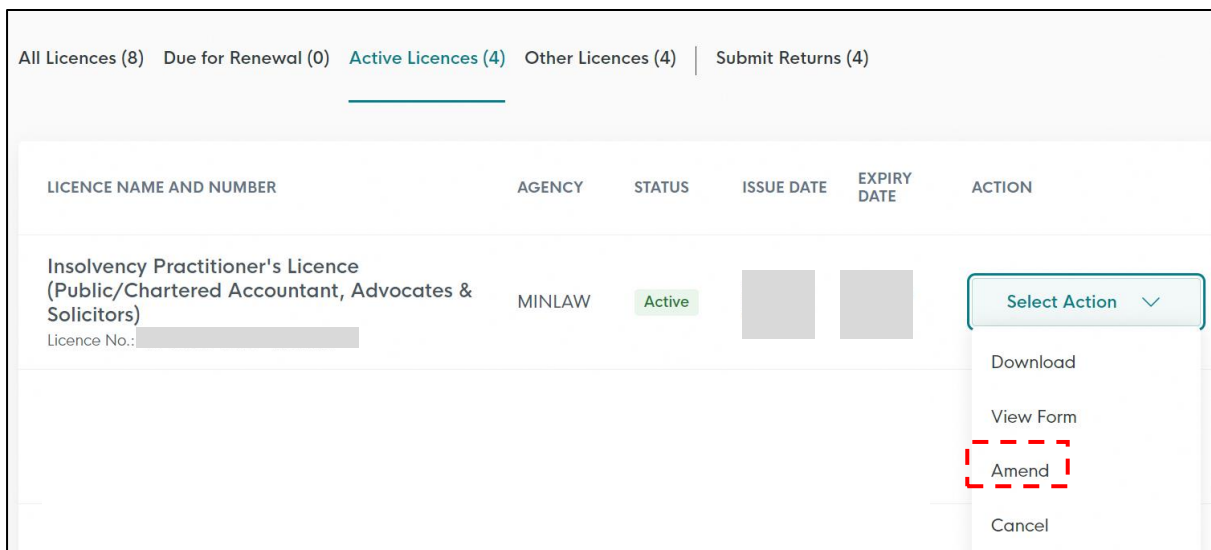 All Licences (8) Due for Renewal (0) Active Licences (4) Other Licences (4) Submit Returns (4)
LICENCE NAME AND NUMBER AGENCY STATUS ISSUE DATE EXPIRY DATE ACTION
Insolvency Practitioner's Licence
(Public/Chartered Accountant, Advocates &
Solicitors)
Licence No.:
MINLAW Active Select Action
Download
View Form
Amend
Cancel